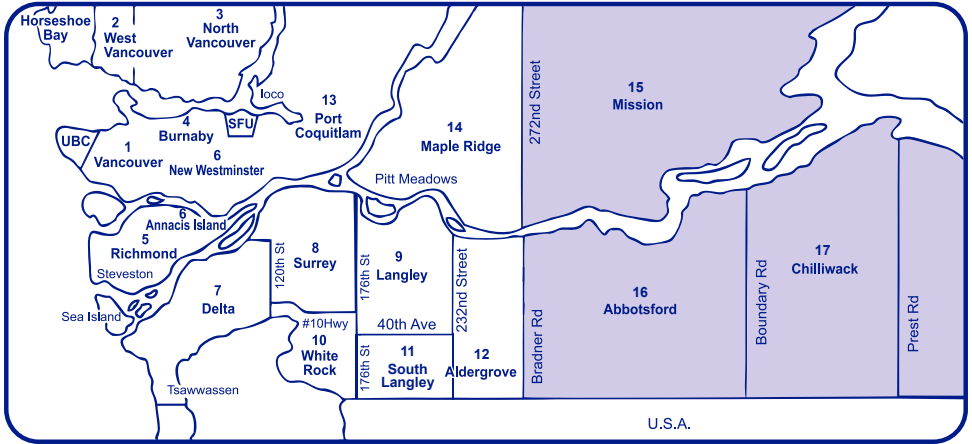 Horseshoe
Bay
2
West
Vancouver
3
North
Vancouver
Ioco
13
Port
Coquitlam
4
Burnaby
SFU
UBC
1
Vancouver
6
New Westminster
14
Maple Ridge
Pitt Meadows
272nd Street
15
Mission
6
Annacis Island
5
Richmond
Steveston
Sea Island
7
Delta
120th St
8
Surrey
176th St
9
Langley
232nd Street
40th Ave
#10Hwy
10
White
Rock
176th St
11
South
Langley
12
Aldergrove
Bradner Rd
16
Abbotsford
Boundary Rd
17
Chilliwack
Prest Rd
Tsawwassen
U.S.A.